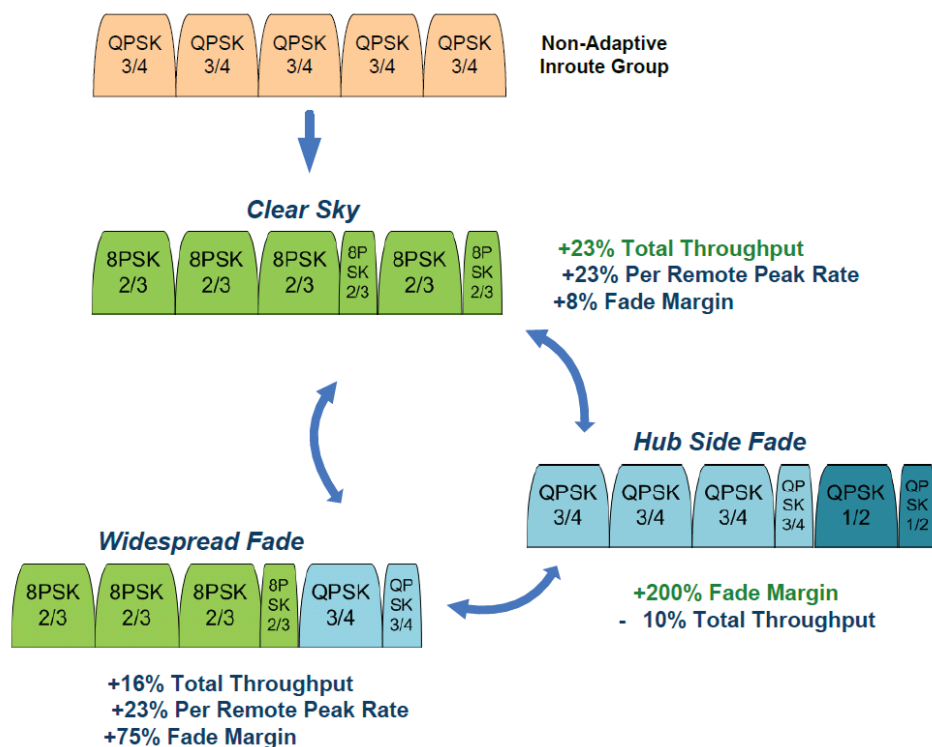 QPSK QPSK QPSK QPSK QPSK
3/4 3/4 3/4 3/4 3/4
Non-Adaptive
Inroute Group
Clear Sky
8PSK 2/3
8PSK 2/3
8PSK 2/3
8P SK 2/3
8PSK 2/3
8P SK 2/3
+23% Total Throughput
+23% Per Remote Peak Rate
+8% Fade Margin
Hub Side Fade
QPSK 3/4
QPSK 3/4
QPSK 3/4
QP SK 3/4
QPSK 1/2
QP SK 1/2
+200% Fade Margin
- 10% Total Throughput
Widespread Fade
8PSK 2/3
8PSK 2/3
8PSK 2/3
8P SK 2/3
QPSK 3/4
QP SK 3/4
+16% Total Throughput
+23% Per Remote Peak Rate
+75% Fade Margin